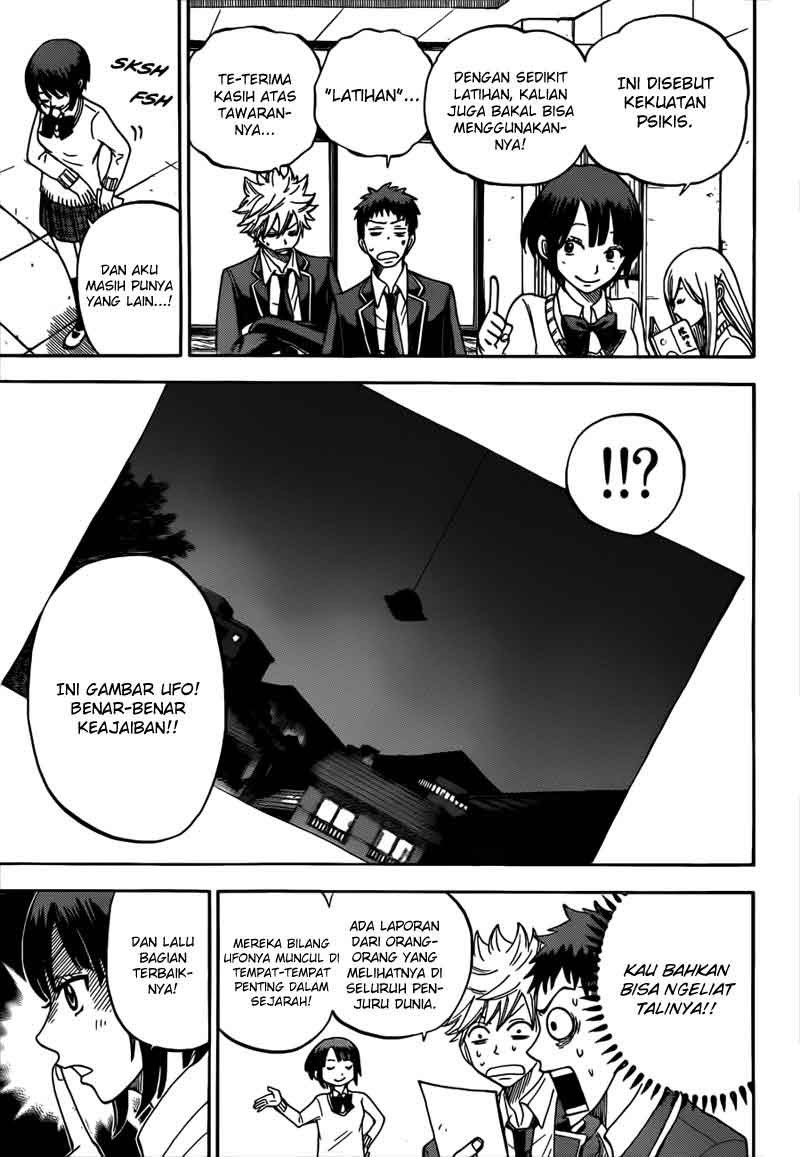 INI DISEBUT
KEKUATAN
PSIKIS.
DENGAN SEDIKIT
LATIHAN, KALIAN
JUGA BAKAL BISA
MENGGUNAKAN-
NYA!
"LATIHAN"...
TE-TERIMA
KASIH ATAS
TAWARAN-
NYA...
SKSH
FSH
DAN AKU
MASIH PUNYA
YANG LAIN...!
!!?
INI GAMBAR UFO!
BENAR-BENAR
KEAJAIBAN!!
KAU BAHKAN
BISA NGELIAT
TALINYA!!
ADA LAPORAN
DARI ORANG-
ORANG YANG
MELIHATNYA DI
SELURUH PEN-
JURU DUNIA.
MEREKA BILANG
UFONYA MUNCUL DI
TEMPAT-TEMPAT
PENTING DALAM
SEJARAH!
DAN LALU
BAGIAN
TERBAIK-
NYA!